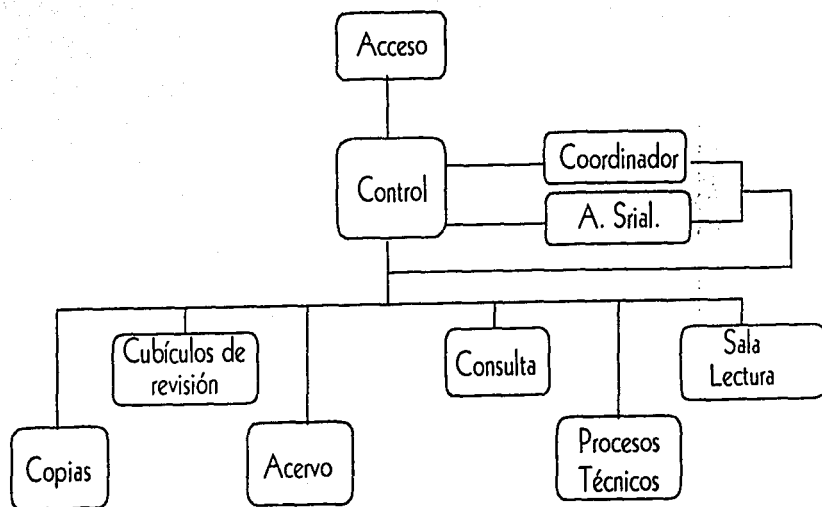 Acceso
Control
Coordinador
A. Srial.
Cubículos de
revisión
Consulta
Sala
Lectura
Copias
Acervo
Procesos
Técnicos